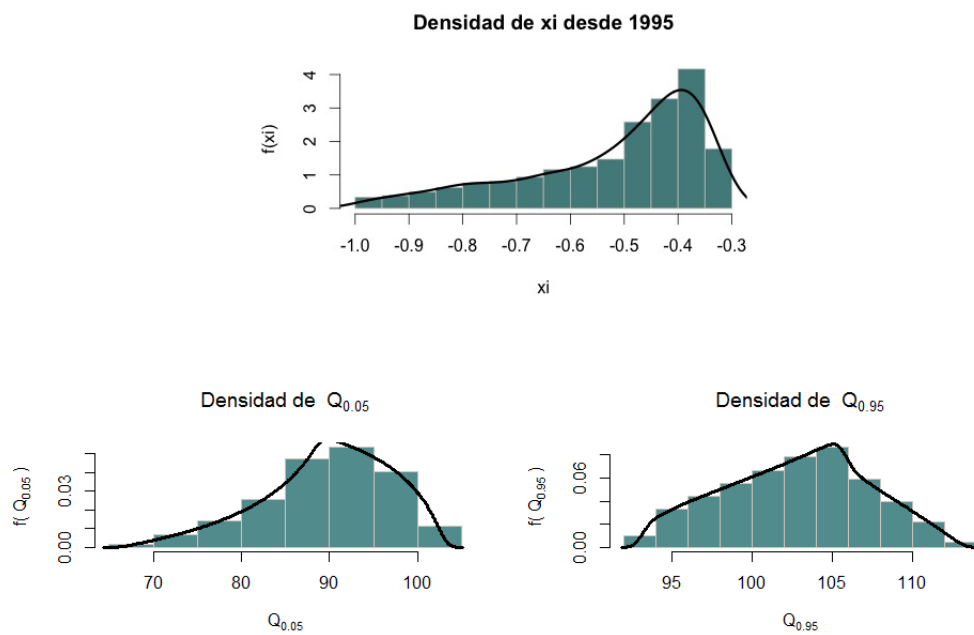 Densidad de xi desde 1995
f(xi)
4
3
2
1
0
-1.0 -0.9 -0.8 -0.7 -0.6 -0.5 -0.4 -0.3
xi
Densidad de Q0.05
f( Q0.05 )
0.03
0.00
70 80 90 100
Q0.05
Densidad de Q0.95
f( Q0.95 )
0.06
0.00
95 100 105 110
Q0.95